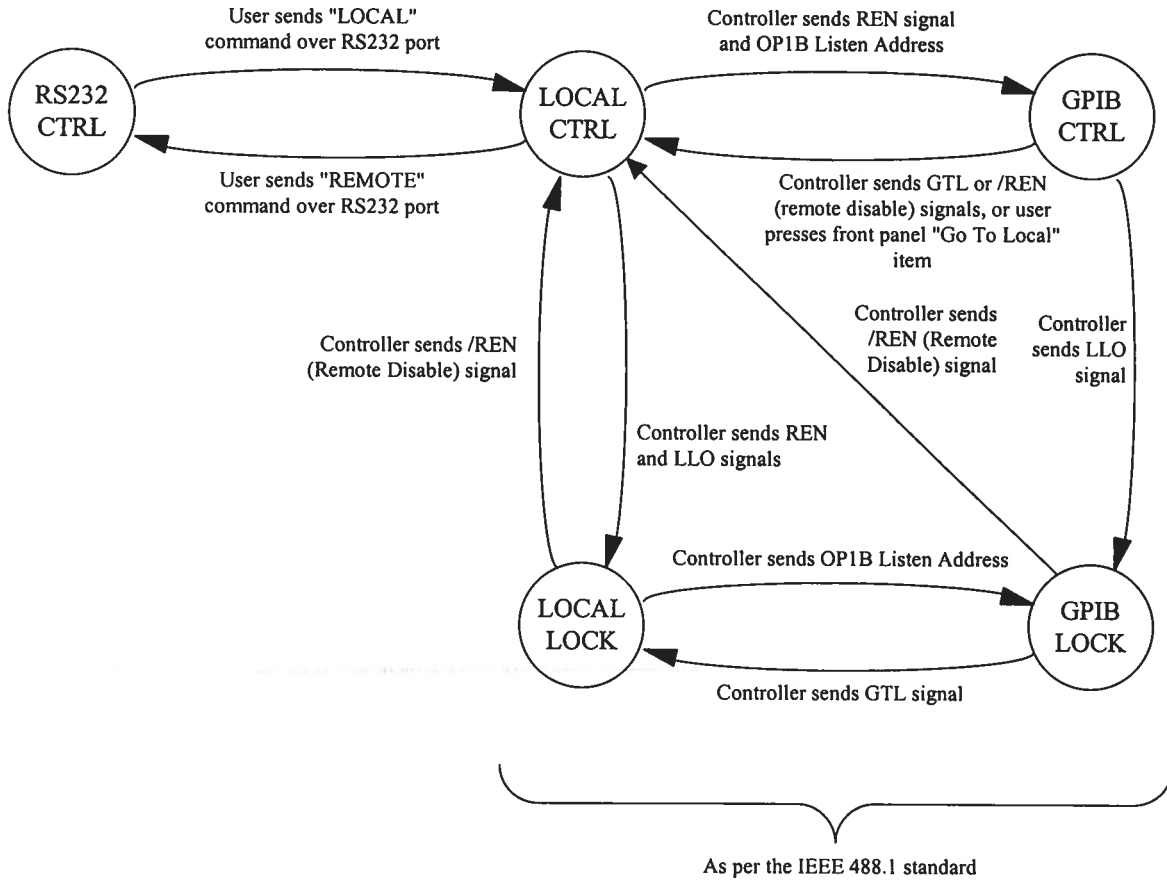 User sends "LOCAL"
command over RS232 port
Controller sends REN signal
and OP1B Listen Address
RS232
CTRL
LOCAL
CTRL
GPIB
CTRL
User sends "REMOTE"
command over RS232 port
Controller sends GTL or /REN
(remote disable) signals, or user
presses front panel "Go To Local"
item
Controller sends /REN
(Remote Disable) signal
Controller sends
/REN (Remote
Disable) signal
Controller
sends LLO
signal
Controller sends REN
and LLO signals
Controller sends OP1B Listen Address
LOCAL
LOCK
GPIB
LOCK
Controller sends GTL signal
As per the IEEE 488.1 standard